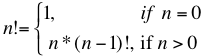 n!= { 1, if n = 0
n * (n − 1)!, if n > 0